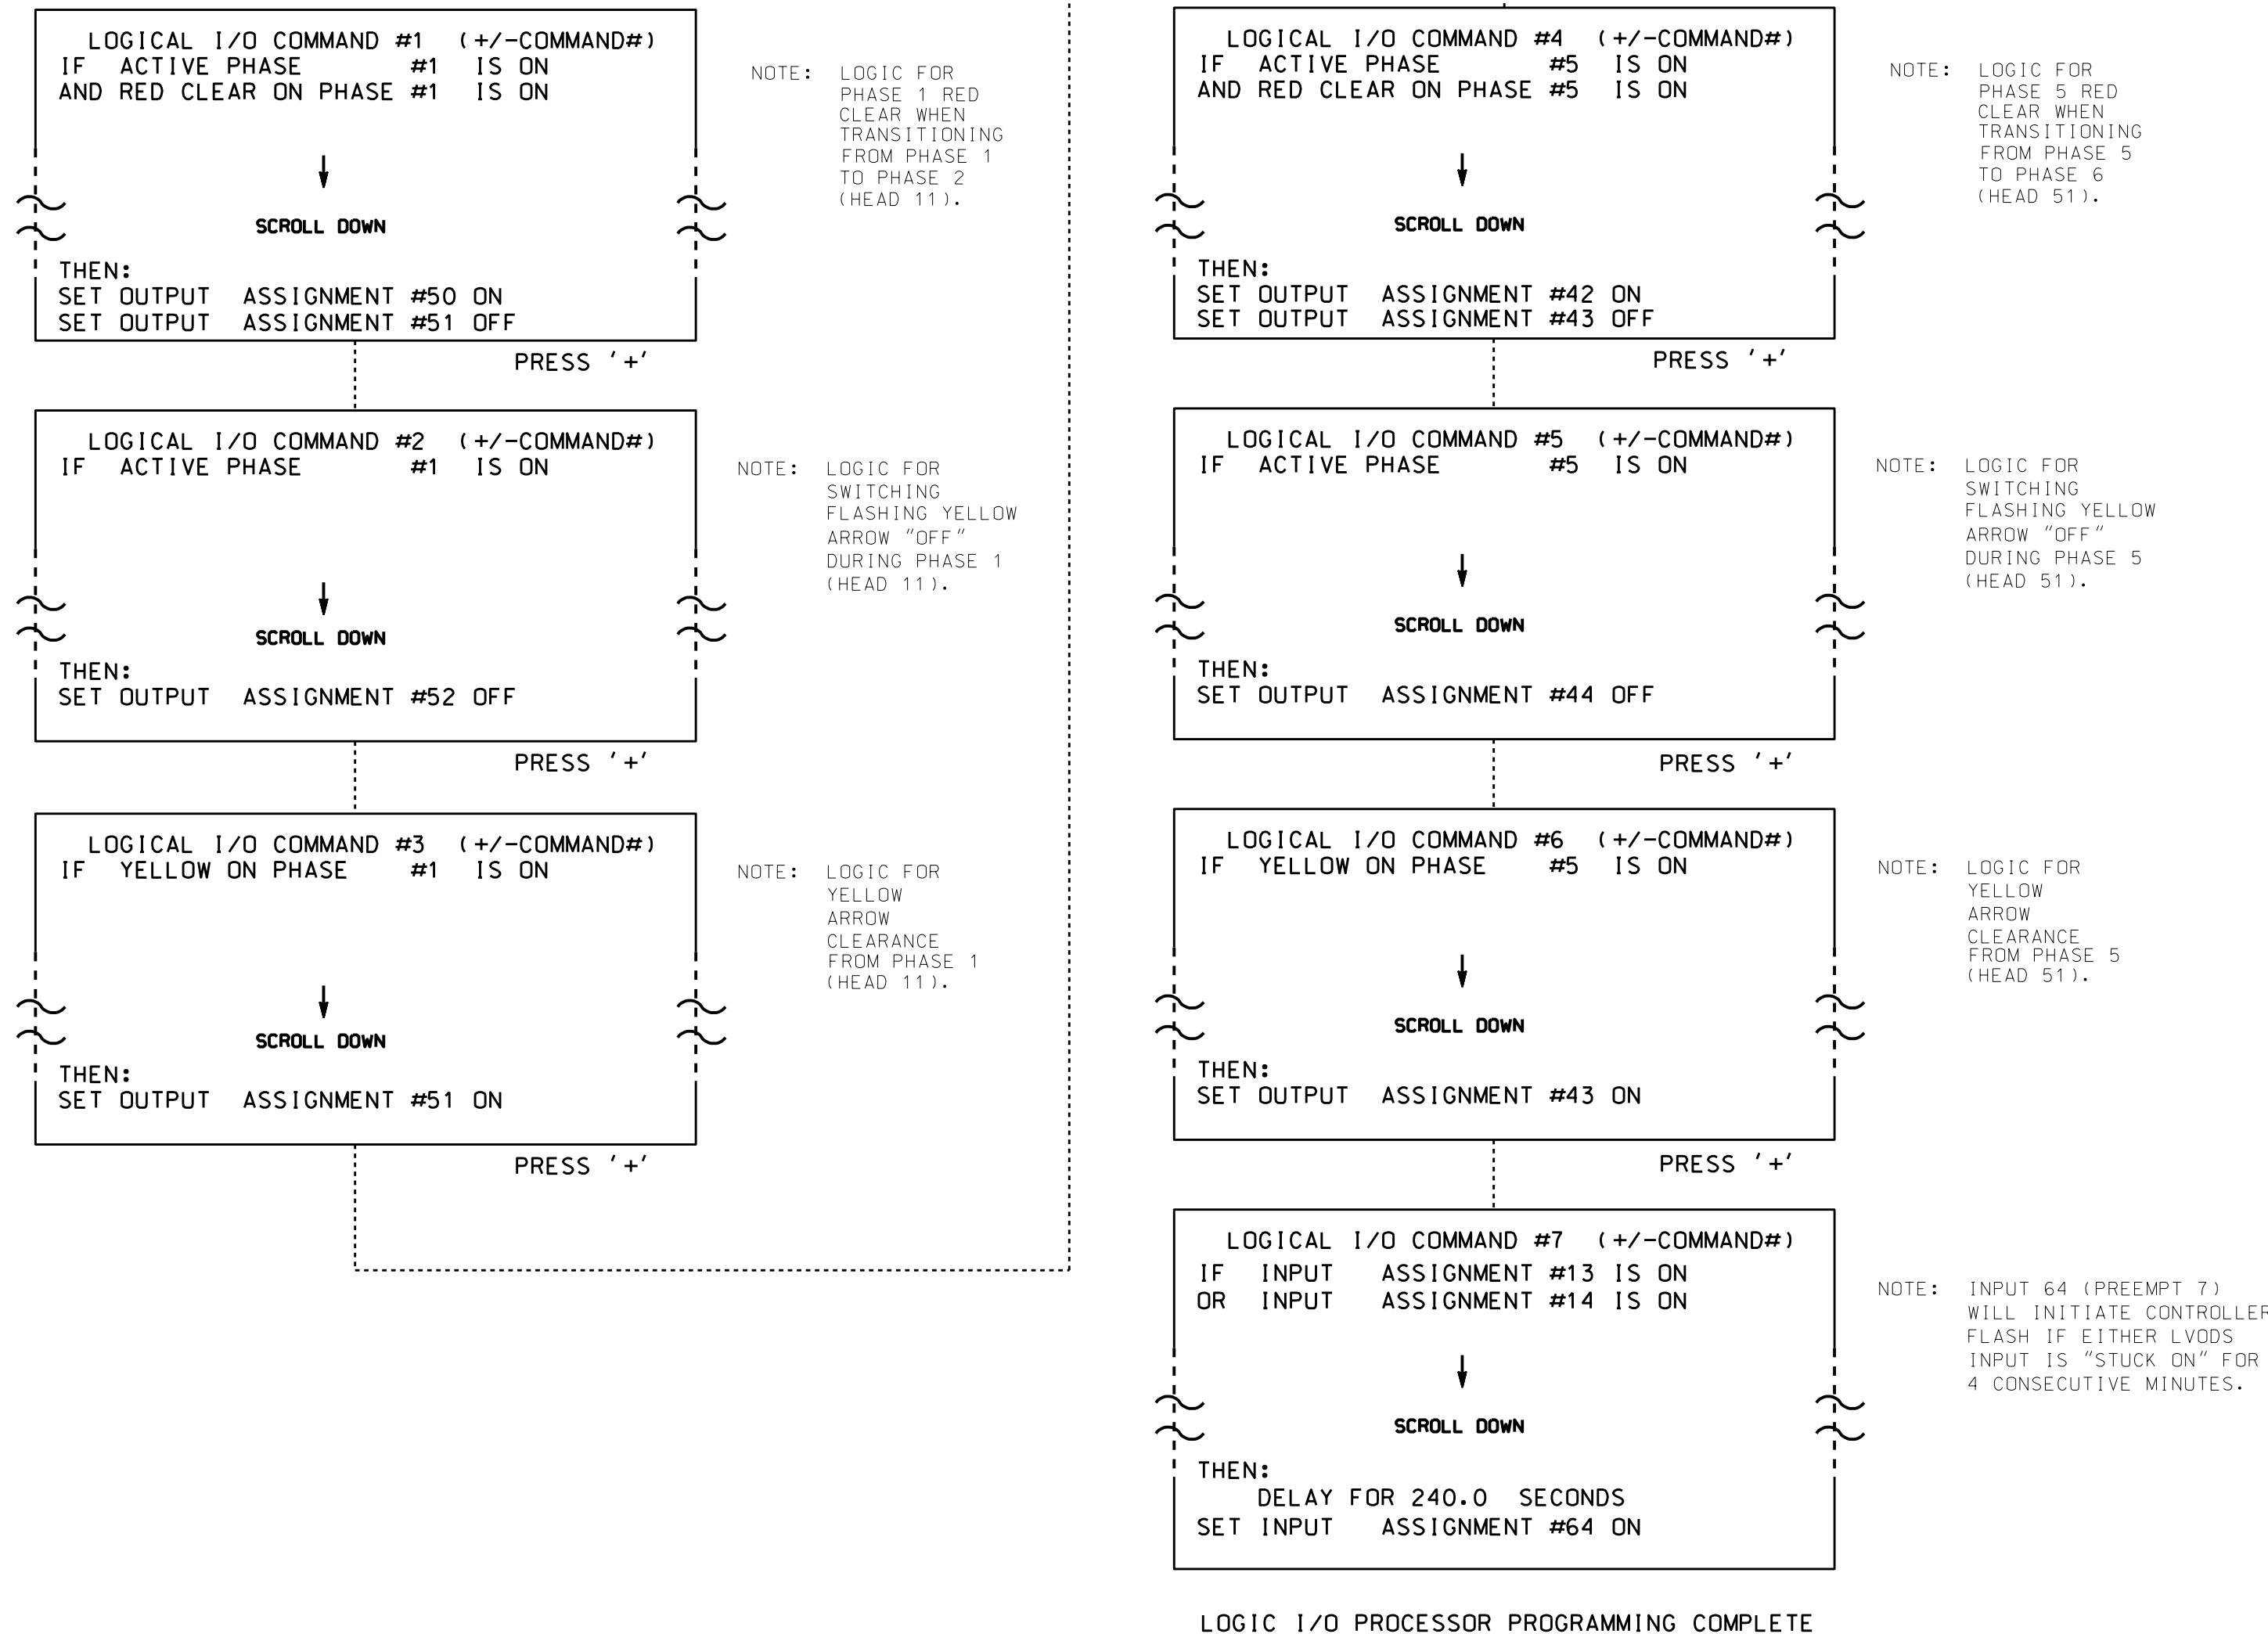 LOGICAL I/O COMMAND #1 (+/-COMMAND#)
IF ACTIVE PHASE #1 IS ON
AND RED CLEAR ON PHASE #1 IS ON
SCROLL DOWN
THEN:
SET OUTPUT ASSIGNMENT #50 ON
SET OUTPUT ASSIGNMENT #51 OFF
PRESS '+'
NOTE: LOGIC FOR
PHASE 1 RED
CLEAR WHEN
TRANSITIONING
FROM PHASE 1
TO PHASE 2
(HEAD 11).
LOGICAL I/O COMMAND #2 (+/-COMMAND#)
IF ACTIVE PHASE #1 IS ON
SCROLL DOWN
THEN:
SET OUTPUT ASSIGNMENT #52 OFF
PRESS '+'
NOTE: LOGIC FOR
SWITCHING
FLASHING YELLOW
ARROW "OFF"
DURING PHASE 1
(HEAD 11).
LOGICAL I/O COMMAND #3 (+/-COMMAND#)
IF YELLOW ON PHASE #1 IS ON
SCROLL DOWN
THEN:
SET OUTPUT ASSIGNMENT #51 ON
PRESS '+'
NOTE: LOGIC FOR
YELLOW
ARROW
CLEARANCE
FROM PHASE 1
(HEAD 11).
LOGICAL I/O COMMAND #4 (+/-COMMAND#)
IF ACTIVE PHASE #5 IS ON
AND RED CLEAR ON PHASE #5 IS ON
SCROLL DOWN
THEN:
SET OUTPUT ASSIGNMENT #42 ON
SET OUTPUT ASSIGNMENT #43 OFF
PRESS '+'
NOTE: LOGIC FOR
PHASE 5 RED
CLEAR WHEN
TRANSITIONING
FROM PHASE 5
TO PHASE 6
(HEAD 51).
LOGICAL I/O COMMAND #5 (+/-COMMAND#)
IF ACTIVE PHASE #5 IS ON
SCROLL DOWN
THEN:
SET OUTPUT ASSIGNMENT #44 OFF
PRESS '+'
NOTE: LOGIC FOR
SWITCHING
FLASHING YELLOW
ARROW "OFF"
DURING PHASE 5
(HEAD 51).
LOGICAL I/O COMMAND #6 (+/-COMMAND#)
IF YELLOW ON PHASE #5 IS ON
SCROLL DOWN
THEN:
SET OUTPUT ASSIGNMENT #43 ON
PRESS '+'
NOTE: LOGIC FOR
YELLOW
ARROW
CLEARANCE
FROM PHASE 5
(HEAD 51).
LOGICAL I/O COMMAND #7 (+/-COMMAND#)
IF INPUT ASSIGNMENT #13 IS ON
OR INPUT ASSIGNMENT #14 IS ON
SCROLL DOWN
THEN:
DELAY FOR 240.0 SECONDS
SET INPUT ASSIGNMENT #64 ON
NOTE: INPUT 64 (PREEMPT 7)
WILL INITIATE CONTROLLER
FLASH IF EITHER LVODS
INPUT IS "STUCK ON" FOR
4 CONSECUTIVE MINUTES.
LOGIC I/O PROCESSOR PROGRAMMING COMPLETE